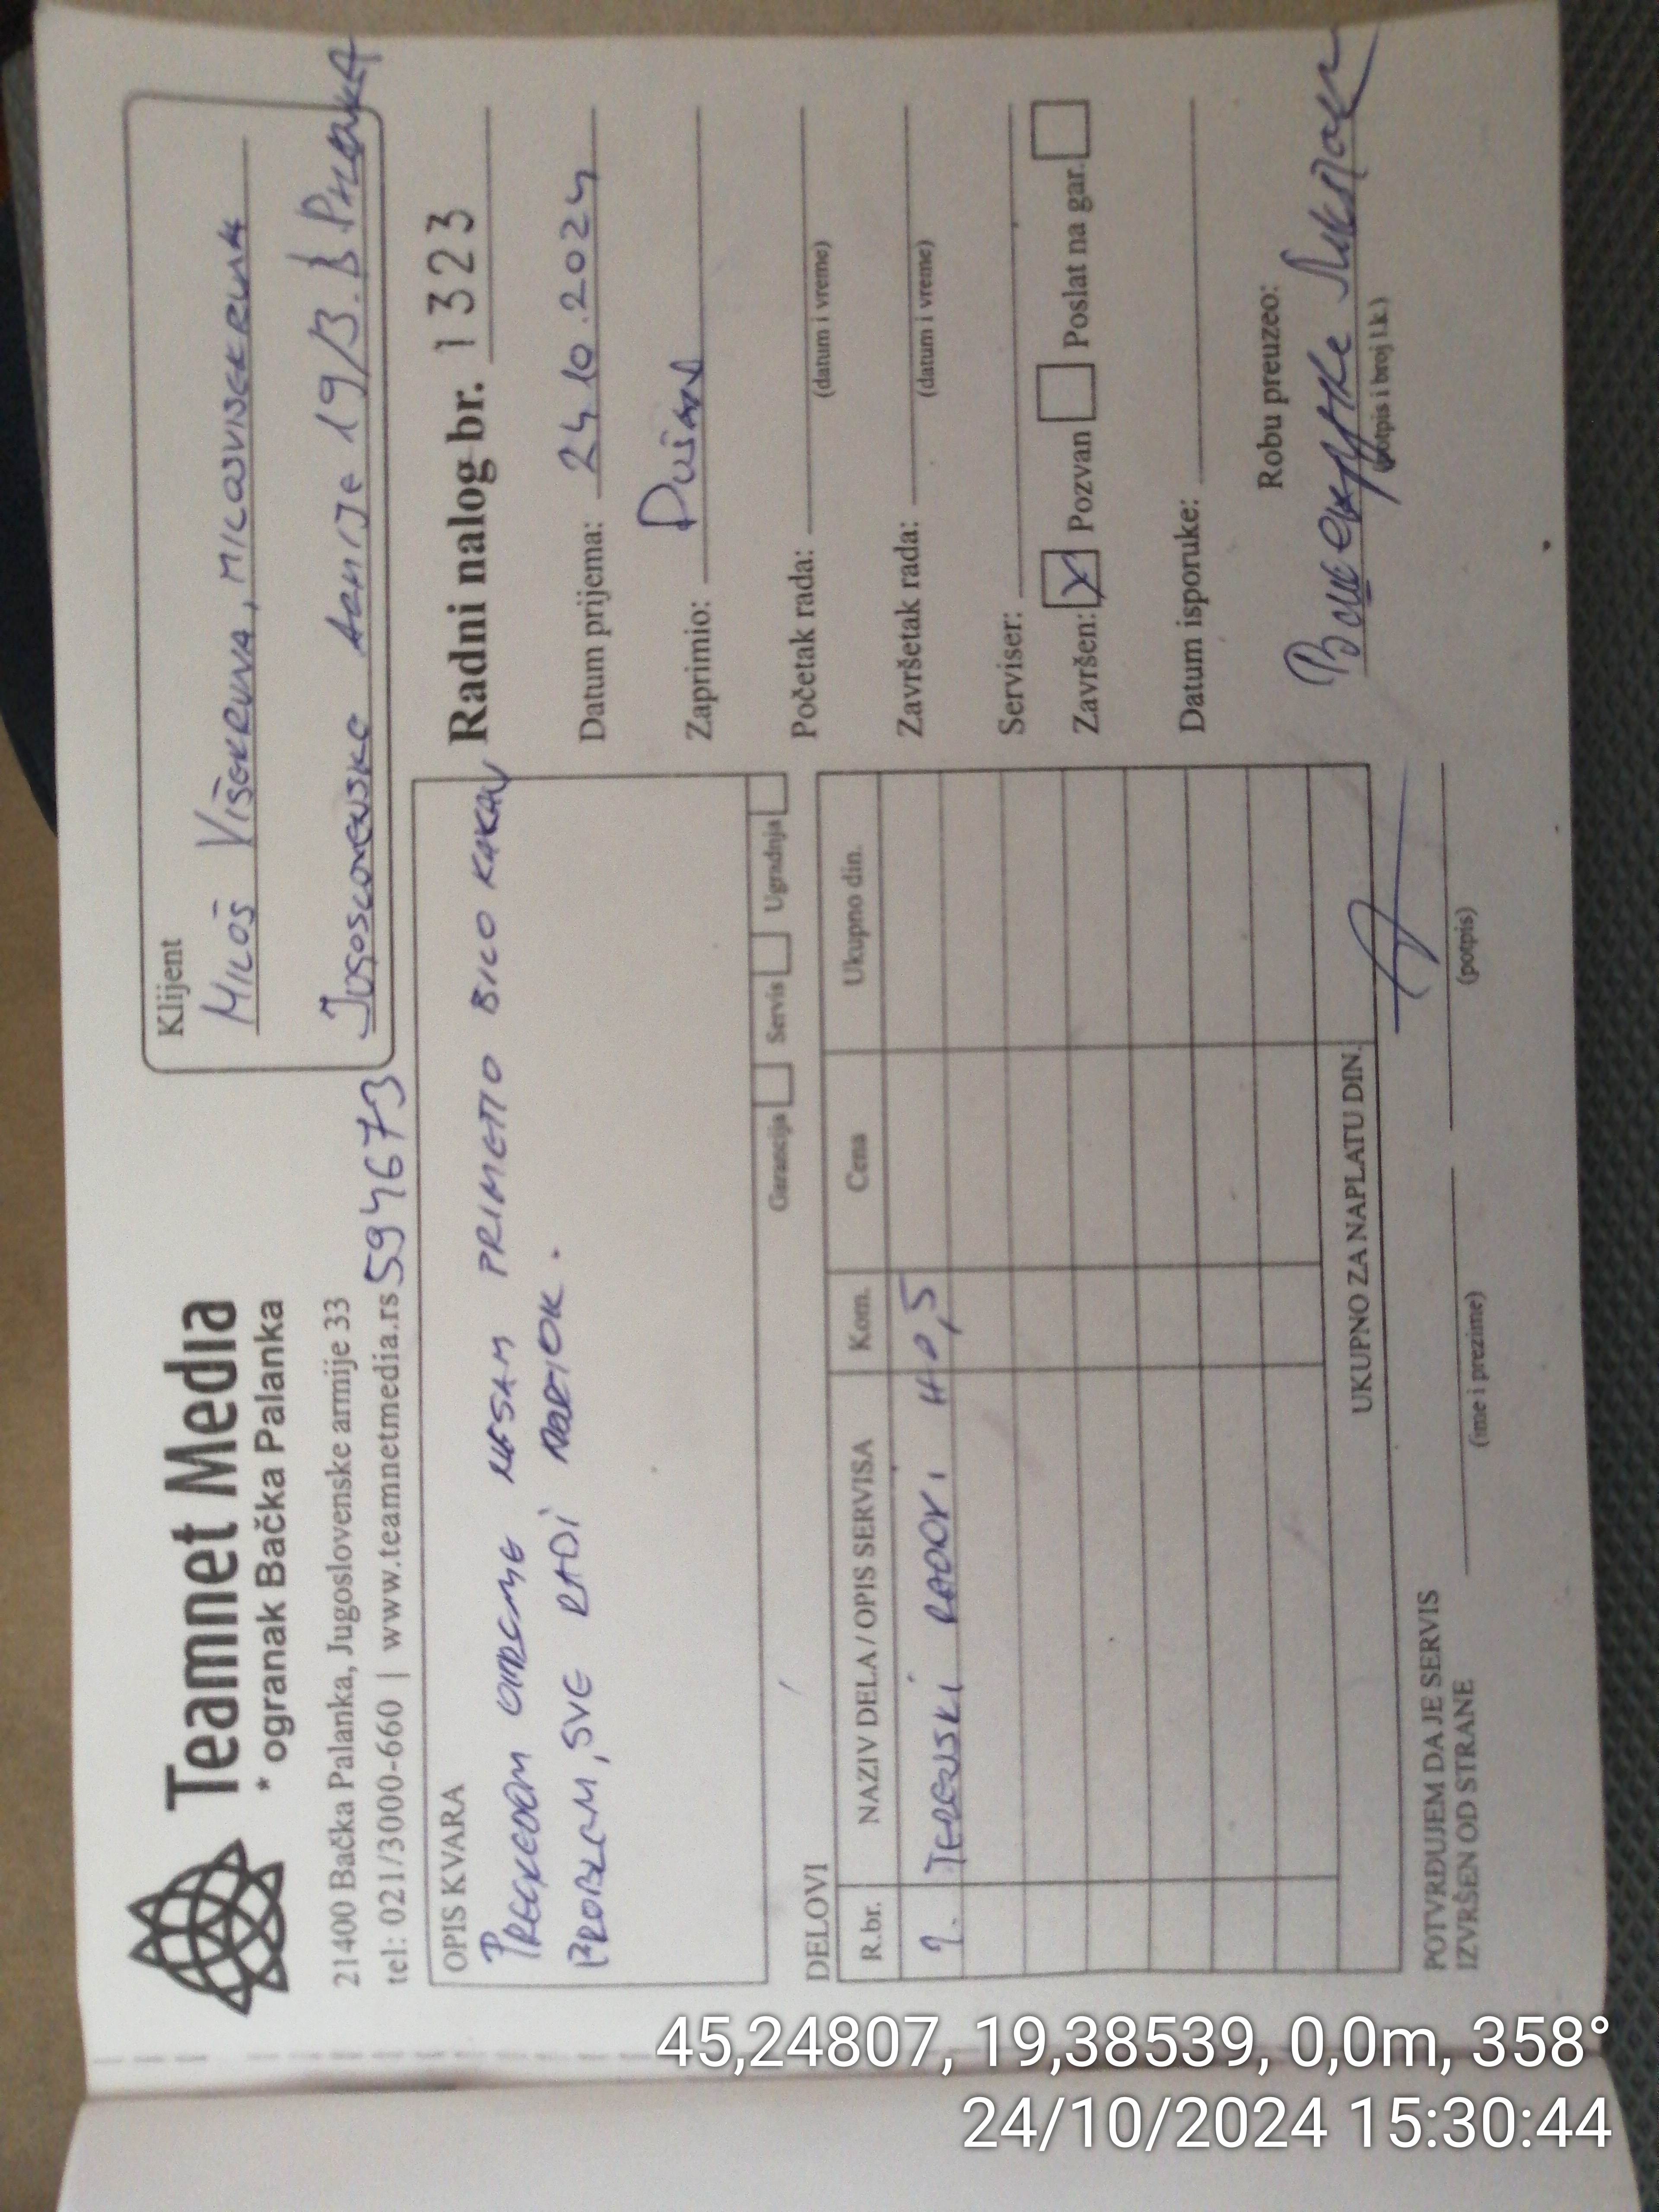 Teamnet Media
* ogranak Bačka Palanka
21400 Bačka Palanka, Jugoslovenske armije 33
tel: 021/3000-660 | www.teamnetmedia.rs
594673
Klijent
MILOŠ VIŠEKRUNA, MILOJVISEKRUNA
JUGOSLOVENSKE ARMIJE 19/3. B PALANKA
Radni nalog br. 1323
Datum prijema: 24.10.2024
Zaprimio: DUŠAN
Početak rada:
(datum i vreme)
Završetak rada:
(datum i vreme)
Serviser:
Završen: X Pozvan Poslat na gar.
Datum isporuke:
Robu preuzeo:
(potpis i broj l.k.)
OPIS KVARA
PREGLEDOM OPREME NISAM PRIMETIO BILO KAKAV
PROBLEM, SVE RADI
Garancija Servis Ugradnja
DELOVI
R.br. NAZIV DELA / OPIS SERVISA Kom. Cena Ukupno din.
1. TERENSKI RADOVI H 0,5
UKUPNO ZA NAPLATU DIN.
POTVRĐUJEM DA JE SERVIS
IZVRŠEN OD STRANE
(ime i prezime)
(potpis)
45,24807, 19,38539, 0,0m, 358°
24/10/2024 15:30:44